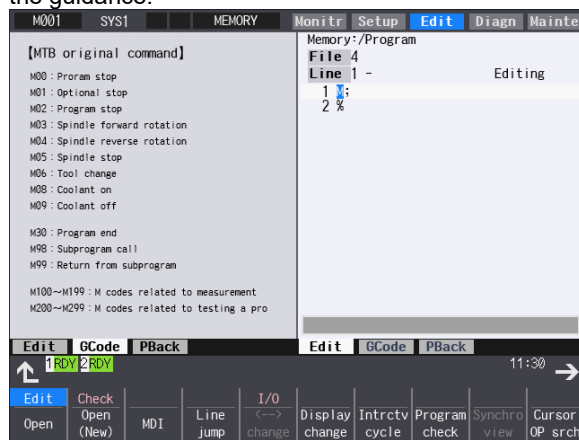 the guidance.
M001 SYS1 MEMORY Monitr Setup Edit Diagn Mainte
【MTB original command】
M00 : Proram stop
M01 : Optional stop
M02 : Program stop
M03 : Spindle forward rotation
M04 : Spindle reverse rotation
M05 : Spindle stop
M06 : Tool change
M08 : Coolant on
M09 : Coolant off
M30 : Program end
M98 : Subprogram call
M99 : Return from subprogram
M100~M199 : M codes related to measurement
M200~M299 : M codes related to testing a pro
Memory:/Program
File 4
Line 1 - Editing
1 M;
2 %
Edit GCode PBack
Edit GCode PBack
1 RDY 2 RDY 11:30
Edit Check I/O
Open Open (New) MDI Line jump <--> change Display change Intrctv cycle Program check Synchro view Cursor OP srch